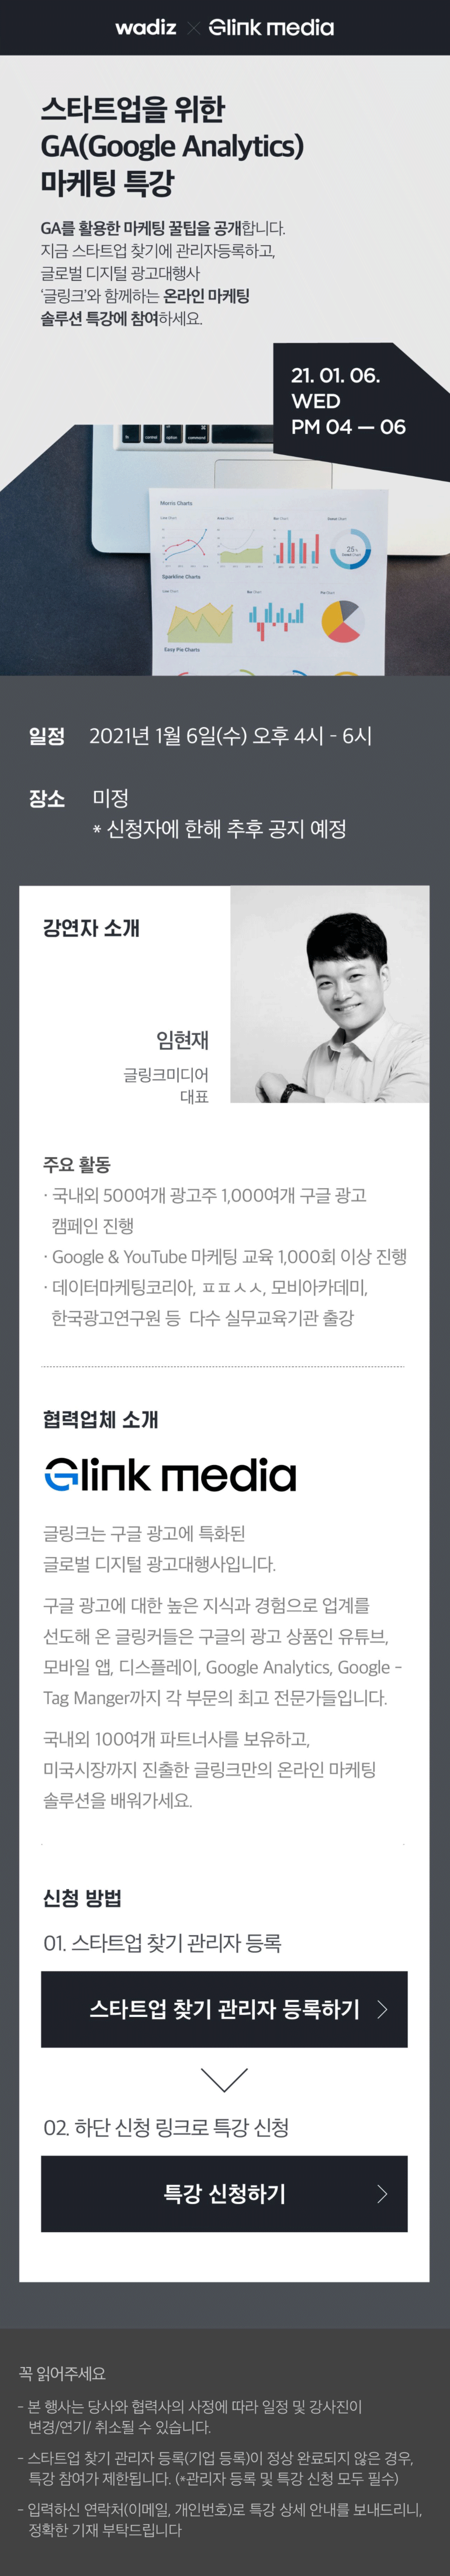 wadiz × Glink media
스타트업을 위한
GA(Google Analytics)
마케팅 특강
GA를 활용한 마케팅 꿀팁을 공개합니다.
지금 스타트업 찾기에 관리자등록하고,
글로벌 디지털 광고대행사
'글링크'와 함께하는 온라인 마케팅
솔루션 특강에 참여하세요.
21. 01. 06.
WED
PM 04 — 06
fn control option command
Morris Charts
Line Chart Area Chart Bar Chart Donut Chart
25%
Sparkline Charts
Line Chart Bar Chart Pie Chart
Easy Pie Charts
일정 2021년 1월 6일(수) 오후 4시 - 6시
장소 미정
* 신청자에 한해 추후 공지 예정
강연자 소개
임현재
글링크미디어
대표
주요 활동
· 국내외 500여개 광고주 1,000여개 구글 광고
캠페인 진행
· Google & YouTube 마케팅 교육 1,000회 이상 진행
· 데이터마케팅코리아, ㅍㅍㅅㅅ, 모비아카데미,
한국광고연구원 등 다수 실무교육기관 출강
협력업체 소개
Glink media
글링크는 구글 광고에 특화된
글로벌 디지털 광고대행사입니다.
구글 광고에 대한 높은 지식과 경험으로 업계를
선도해 온 글링커들은 구글의 광고 상품인 유튜브,
모바일 앱, 디스플레이, Google Analytics, Google -
Tag Manger까지 각 부문의 최고 전문가들입니다.
국내외 100여개 파트너사를 보유하고,
미국시장까지 진출한 글링크만의 온라인 마케팅
솔루션을 배워가세요.
신청 방법
01. 스타트업 찾기 관리자 등록
스타트업 찾기 관리자 등록하기 >
02. 하단 신청 링크로 특강 신청
특강 신청하기 >
꼭 읽어주세요
- 본 행사는 당사와 협력사의 사정에 따라 일정 및 강사진이
변경/연기/ 취소될 수 있습니다.
- 스타트업 찾기 관리자 등록(기업 등록)이 정상 완료되지 않은 경우,
특강 참여가 제한됩니다. (*관리자 등록 및 특강 신청 모두 필수)
- 입력하신 연락처(이메일, 개인번호)로 특강 상세 안내를 보내드리니,
정확한 기재 부탁드립니다